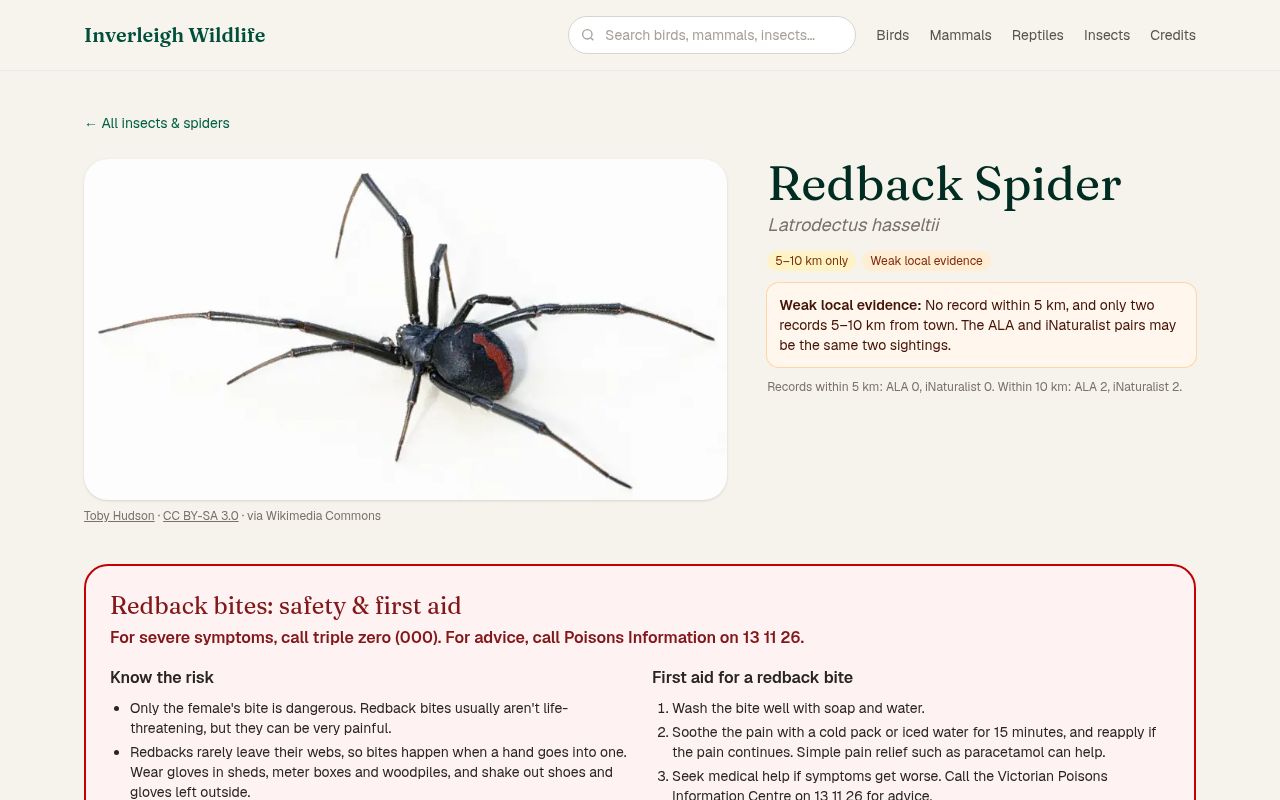 Inverleigh Wildlife
Search birds, mammals, insects...
Birds
Mammals
Reptiles
Insects
Credits
← All insects & spiders
Redback Spider
Latrodectus hasseltii
5–10 km only
Weak local evidence
Weak local evidence: No record within 5 km, and only two
records 5–10 km from town. The ALA and iNaturalist pairs may
be the same two sightings.
Records within 5 km: ALA 0, iNaturalist 0. Within 10 km: ALA 2, iNaturalist 2.
Toby Hudson · CC BY-SA 3.0 · via Wikimedia Commons
Redback bites: safety & first aid
For severe symptoms, call triple zero (000). For advice, call Poisons Information on 13 11 26.
Know the risk
• Only the female's bite is dangerous. Redback bites usually aren't life-
threatening, but they can be very painful.
• Redbacks rarely leave their webs, so bites happen when a hand goes into one.
Wear gloves in sheds, meter boxes and woodpiles, and shake out shoes and
gloves left outside.
First aid for a redback bite
1. Wash the bite well with soap and water.
2. Soothe the pain with a cold pack or iced water for 15 minutes, and reapply if
the pain continues. Simple pain relief such as paracetamol can help.
3. Seek medical help if symptoms get worse. Call the Victorian Poisons
Information Centre on 13 11 26 for advice.